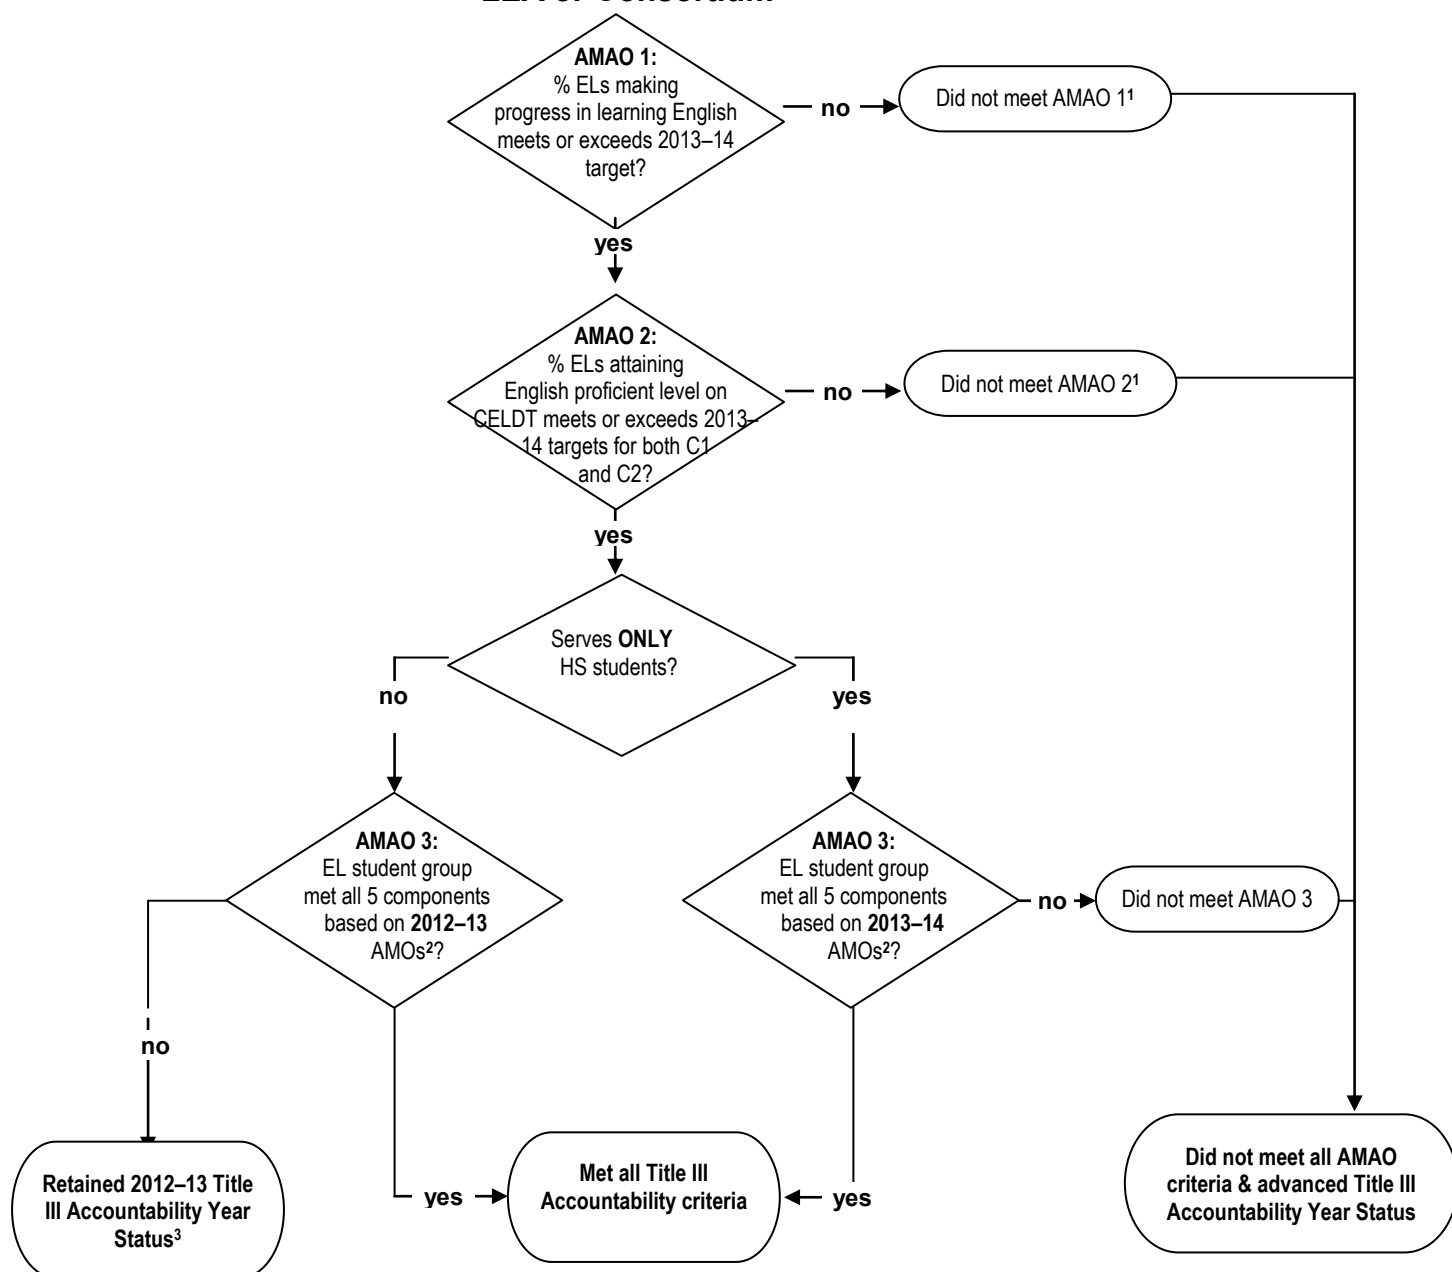 AMAO 1:
% ELs making
progress in learning English
meets or exceeds 2013–14
target?
no
Did not meet AMAO 1¹
yes
AMAO 2:
% ELs attaining
English proficient level on
CELDT meets or exceeds 2013–
14 targets for both C1
and C2?
no
Did not meet AMAO 2¹
yes
Serves ONLY
HS students?
no
yes
AMAO 3:
EL student group
met all 5 components
based on 2012–13
AMOs²?
AMAO 3:
EL student group
met all 5 components
based on 2013–14
AMOs²?
no
Did not meet AMAO 3
no
Retained 2012–13 Title
III Accountability Year
Status³
yes
Met all Title III
Accountability criteria
yes
Did not meet all AMAO
criteria & advanced Title III
Accountability Year Status